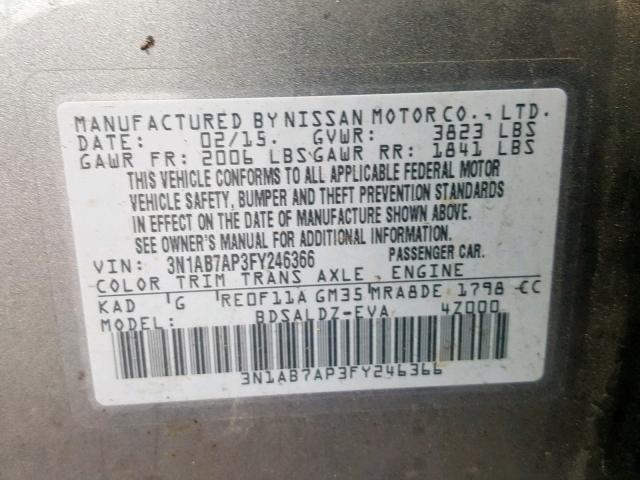 MANUFACTURED BY NISSAN MOTOR CO., LTD.
DATE: 02/15. GVWR: 3823 LBS
GAWR FR: 2006 LBS GAWR RR: 1841 LBS
THIS VEHICLE CONFORMS TO ALL APPLICABLE FEDERAL MOTOR
VEHICLE SAFETY, BUMPER AND THEFT PREVENTION STANDARDS
IN EFFECT ON THE DATE OF MANUFACTURE SHOWN ABOVE.
SEE OWNER'S MANUAL FOR ADDITIONAL INFORMATION.
VIN: 3N1AB7AP3FY246366 PASSENGER CAR.
COLOR TRIM TRANS AXLE ENGINE
KAD G RE0F11A GM35 MRA8DE 1798 CC
MODEL: BDSALDZ-EVA 4Z000
3N1AB7AP3FY246366